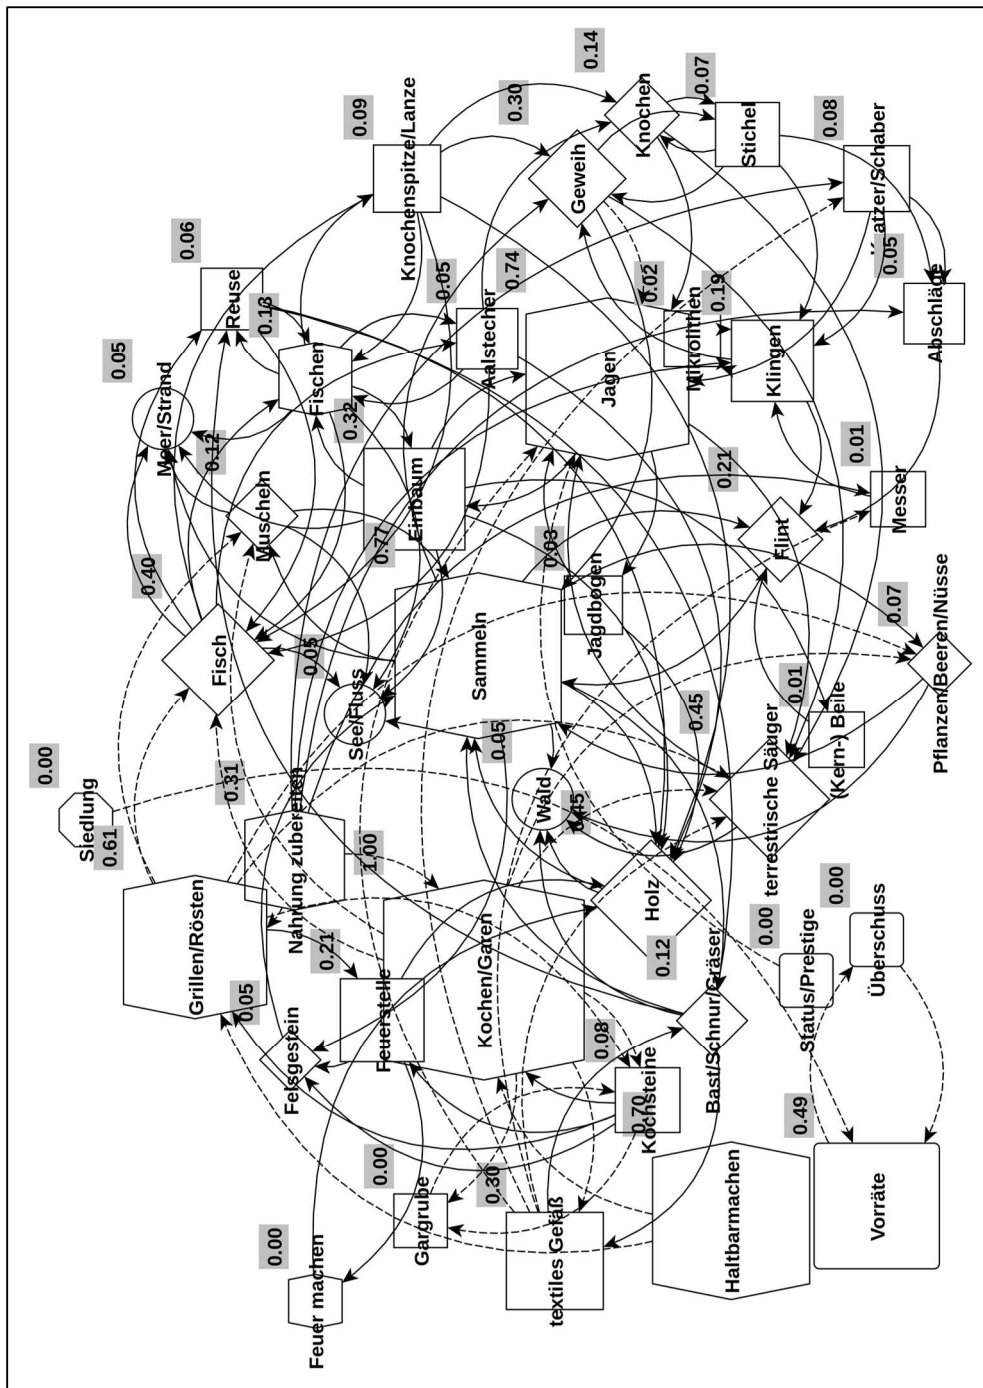 0.00
Siedlung
0.61
0.40
0.05
Meer/Strand
0.06
Grillen/Rösten
0.31
Fisch
0.12
Reuse
0.05
0.00
Feuer machen
Felsgestein
Nahrung zubereiten
0.05
Muscheln
0.13
0.21
Fischen
0.32
0.09
0.00
Feuerstelle
1.00
See/Fluss
Einbaum
Knochenspitze/Lanze
Gargrube
0.05
Kochen/Garen
Sammeln
Aalstecher
0.30
0.05
0.74
0.30
textiles Gefäß
Wald
0.03
Geweih
0.14
0.08
0.45
Jagdbogen
Jagen
0.02
Knochen
0.70
Kochsteine
Holz
0.12
0.45
Mikrolithen
0.07
Bast/Schnur/Gräser
0.21
0.19
Haltbarmachen
Stichel
terrestrische Säuger
Flint
Klingen
0.00
0.49
Status/Prestige
0.01
0.08
0.00
(Kern-) Beile
0.01
Kratzer/Schaber
Vorräte
Überschuss
0.07
Messer
0.05
Pflanzen/Beeren/Nüsse
Abschläge